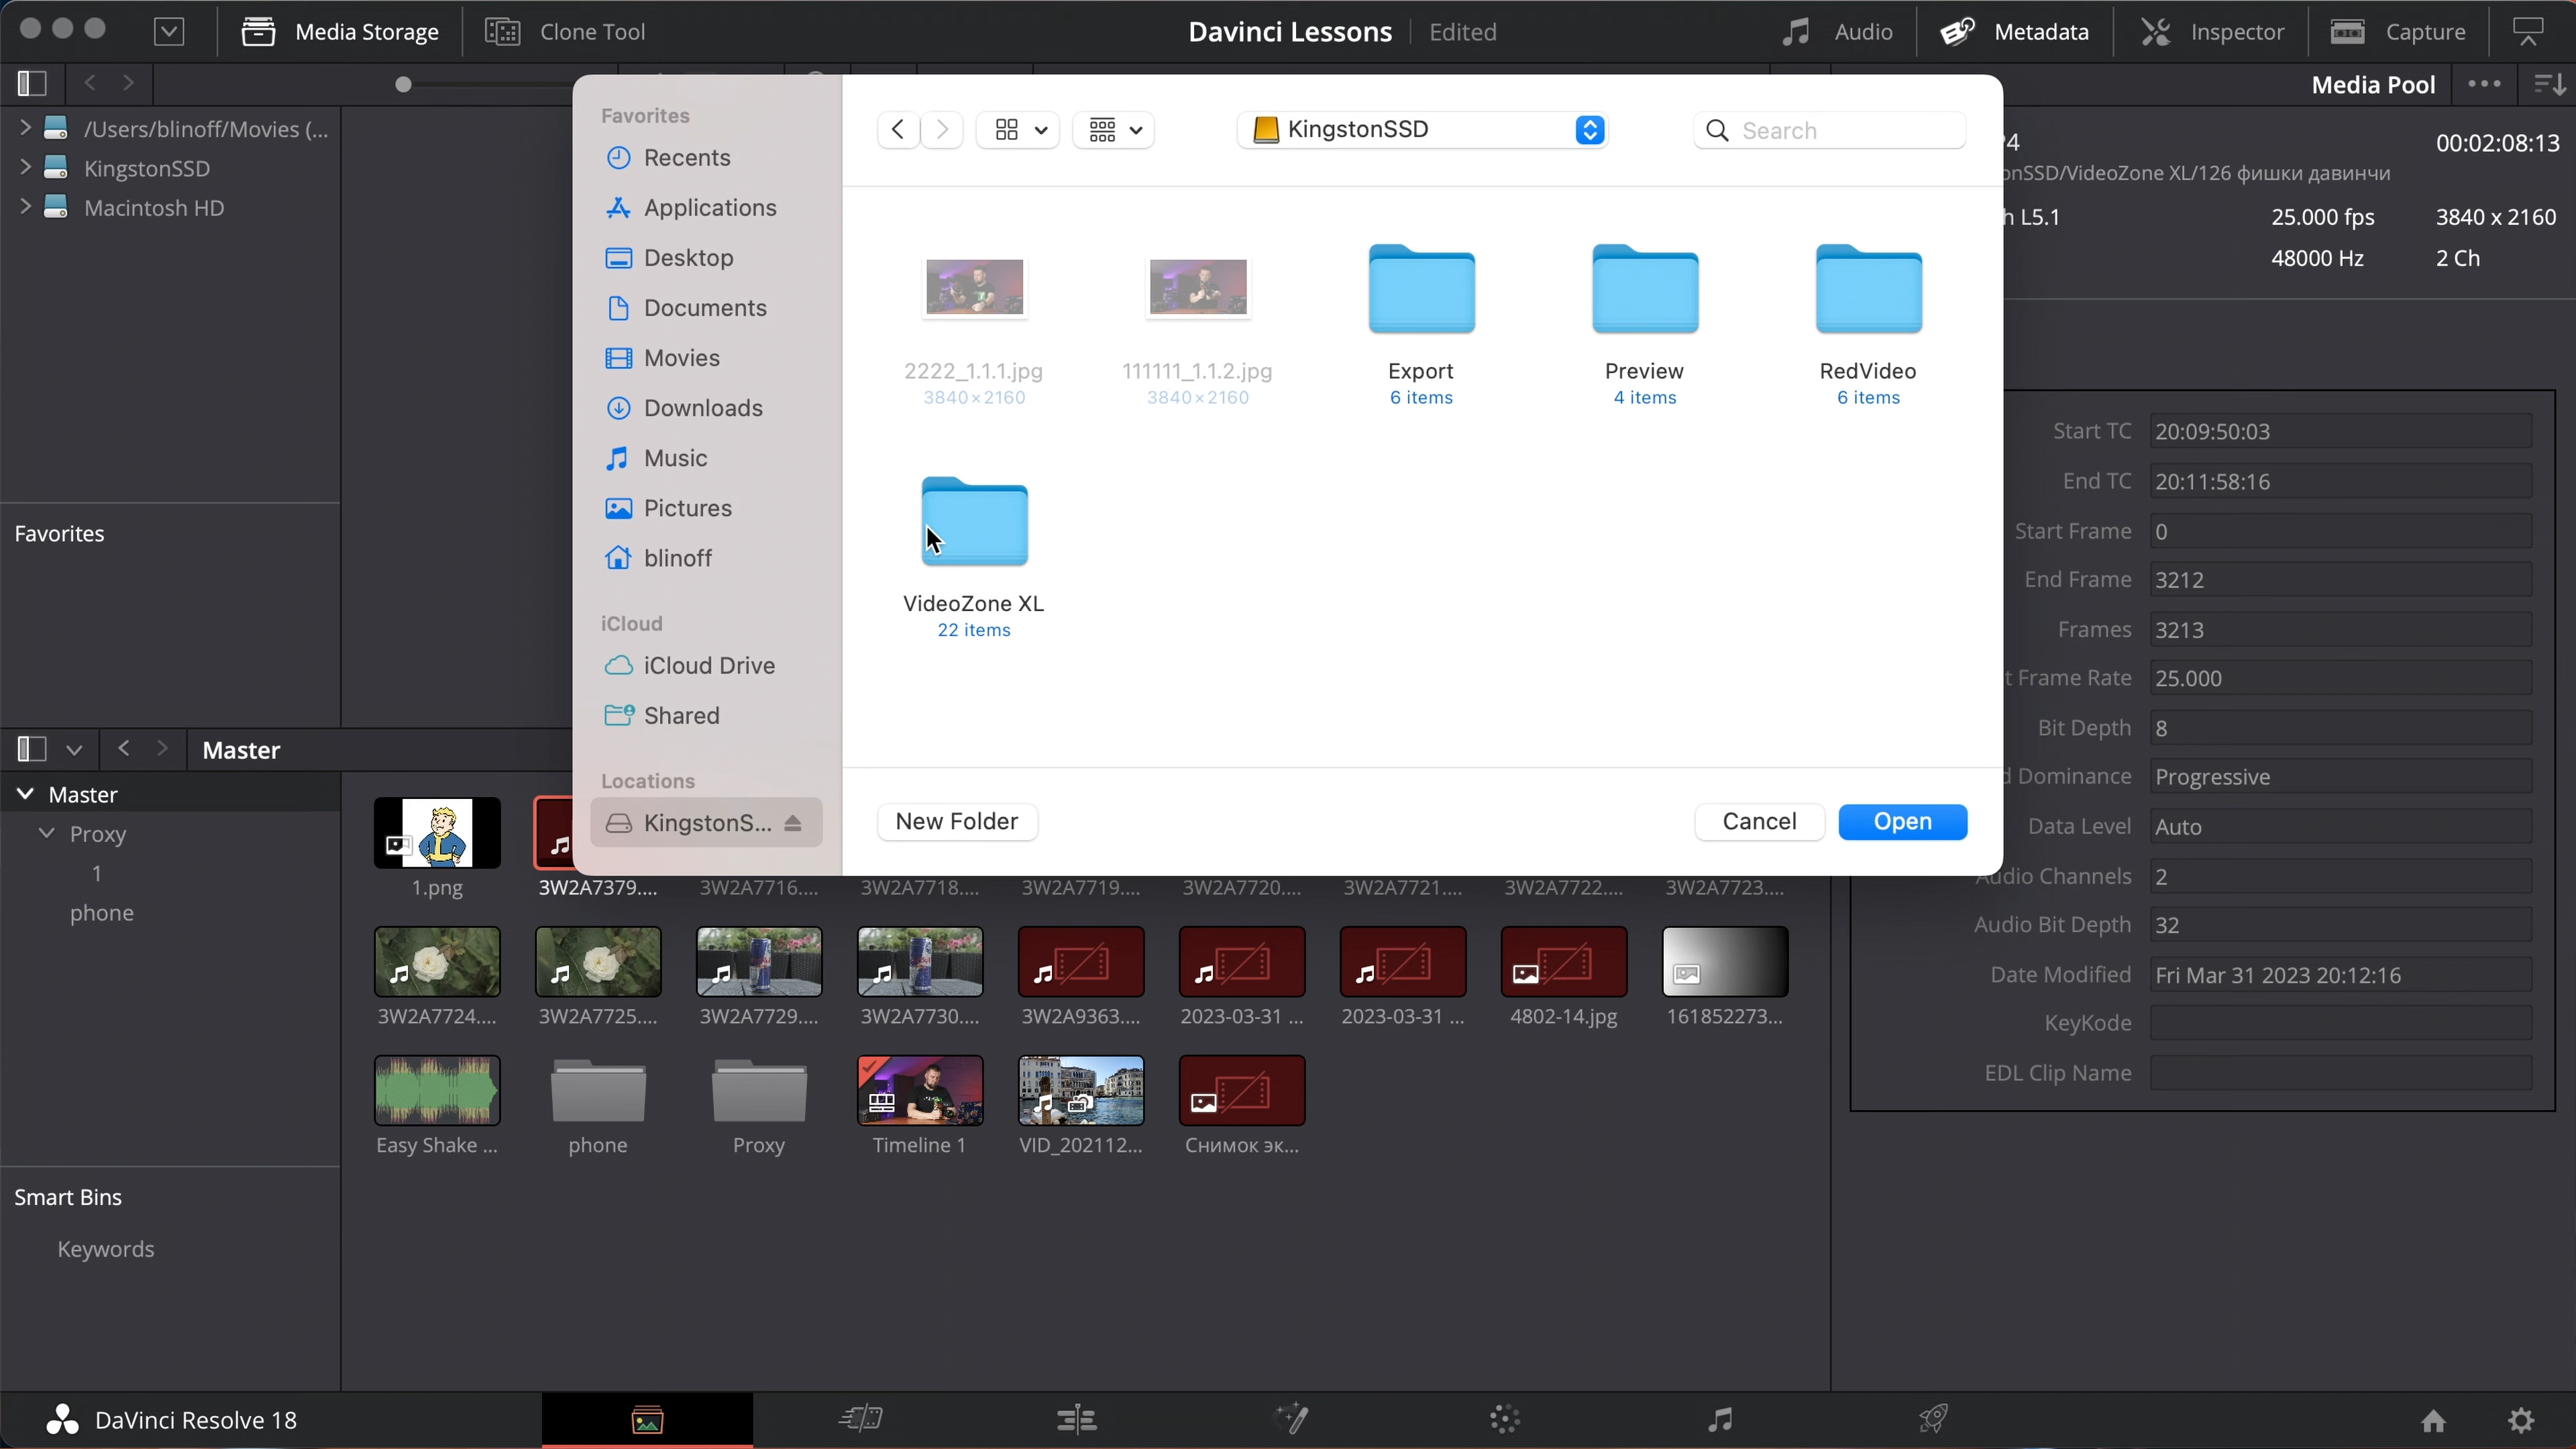 Media Storage
Clone Tool
Davinci Lessons
Edited
Audio
Metadata
Inspector
Capture
Media Pool
/Users/blinoff/Movies (...
KingstonSSD
Macintosh HD
Favorites
Favorites
Recents
Applications
Desktop
Documents
Movies
Downloads
Music
Pictures
blinoff
iCloud
iCloud Drive
Shared
Locations
KingstonS...
KingstonSSD
Search
2222_1.1.1.jpg
3840×2160
111111_1.1.2.jpg
3840×2160
Export
6 items
Preview
4 items
RedVideo
6 items
VideoZone XL
22 items
New Folder
Cancel
Open
00:02:08:13
onSSD/VideoZone XL/126 фишки давинчи
h L5.1
25.000 fps
3840 x 2160
48000 Hz
2 Ch
Start TC
20:09:50:03
End TC
20:11:58:16
Start Frame
0
End Frame
3212
Frames
3213
t Frame Rate
25.000
Bit Depth
8
d Dominance
Progressive
Data Level
Auto
Audio Channels
2
Audio Bit Depth
32
Date Modified
Fri Mar 31 2023 20:12:16
KeyKode
EDL Clip Name
Master
Master
Proxy
1
phone
Smart Bins
Keywords
1.png
3W2A7379....
3W2A7716....
3W2A7718....
3W2A7719....
3W2A7720....
3W2A7721....
3W2A7722....
3W2A7723....
3W2A7724....
3W2A7725....
3W2A7729....
3W2A7730....
3W2A9363....
2023-03-31 ...
2023-03-31 ...
4802-14.jpg
161852273...
Easy Shake ...
phone
Proxy
Timeline 1
VID_202112...
Снимок эк...
DaVinci Resolve 18